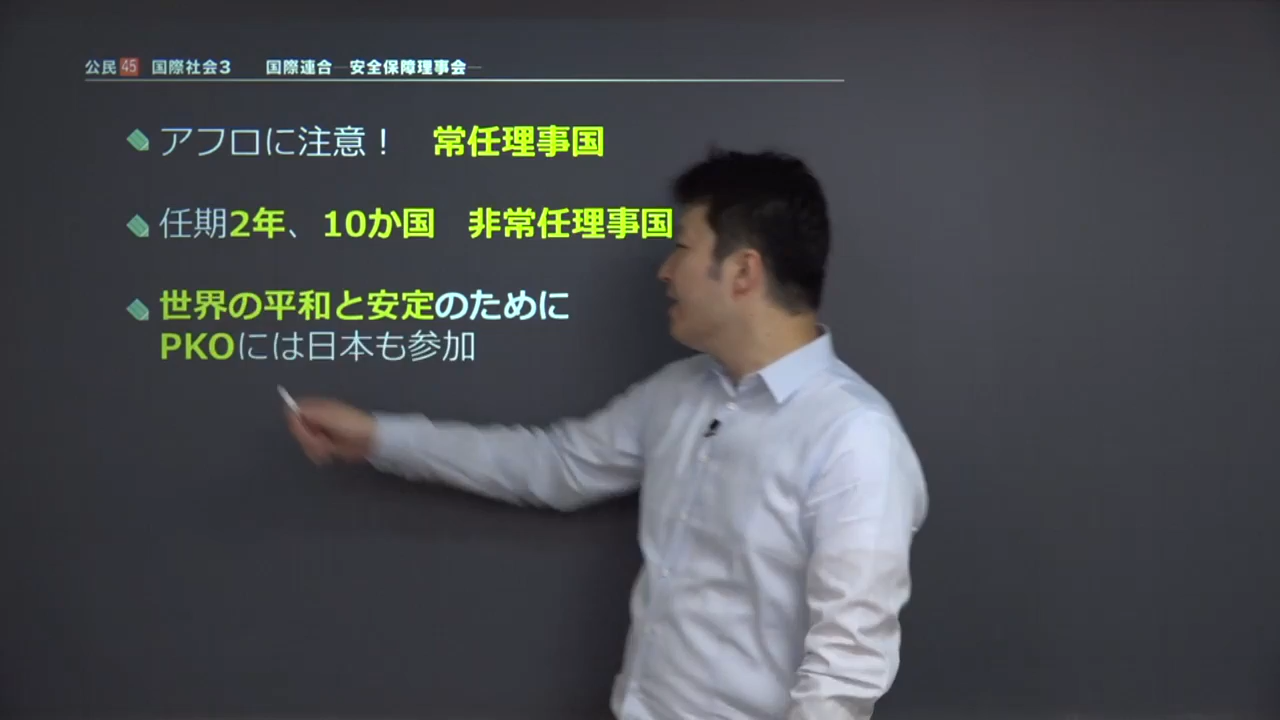 公民 45 国際社会3 国際連合―安全保障理事会―
アフロに注意! 常任理事国
任期2年、10か国 非常任理事国
世界の平和と安定のために
PKOには日本も参加